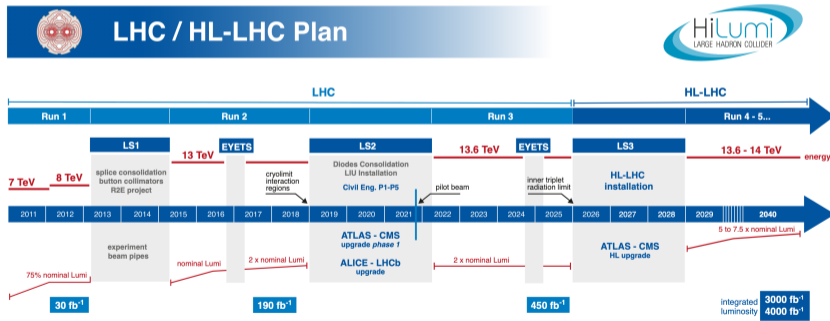 LHC / HL-LHC Plan
HiLumi
LARGE HADRON COLLIDER
LHC
HL-LHC
Run 1
Run 2
Run 3
Run 4 - 5...
LS1
EYETS
LS2
EYETS
LS3
7 TeV
8 TeV
13 TeV
13.6 TeV
13.6 - 14 TeV
energy
splice consolidation
button collimators
R2E project
cryolimit
interaction
regions
Diodes Consolidation
LIU Installation
Civil Eng. P1-P5
pilot beam
inner triplet
radiation limit
HL-LHC
installation
2011
2012
2013
2014
2015
2016
2017
2018
2019
2020
2021
2022
2023
2024
2025
2026
2027
2028
2029
2040
experiment
beam pipes
ATLAS - CMS
upgrade phase 1
ALICE - LHCb
upgrade
ATLAS - CMS
HL upgrade
75% nominal Lumi
nominal Lumi
2 x nominal Lumi
2 x nominal Lumi
5 to 7.5 x nominal Lumi
30 fb-1
190 fb-1
450 fb-1
integrated
luminosity
3000 fb-1
4000 fb-1